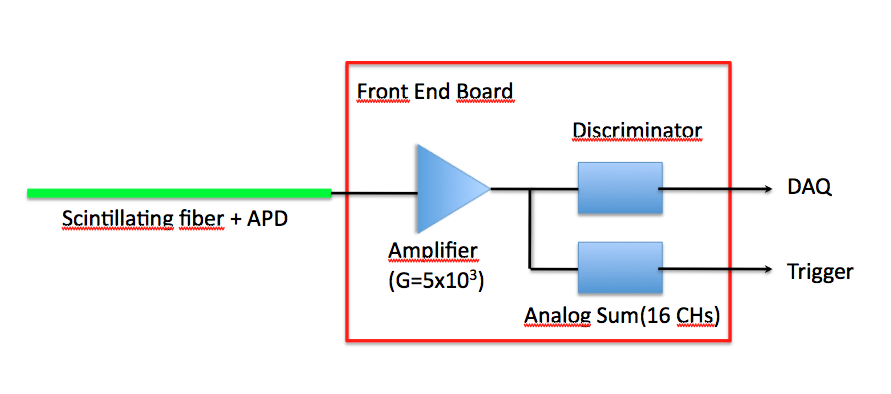 Front End Board
Discriminator
DAQ
Scintillating fiber + APD
Amplifier
(G=5x10³)
Trigger
Analog Sum(16 CHs)